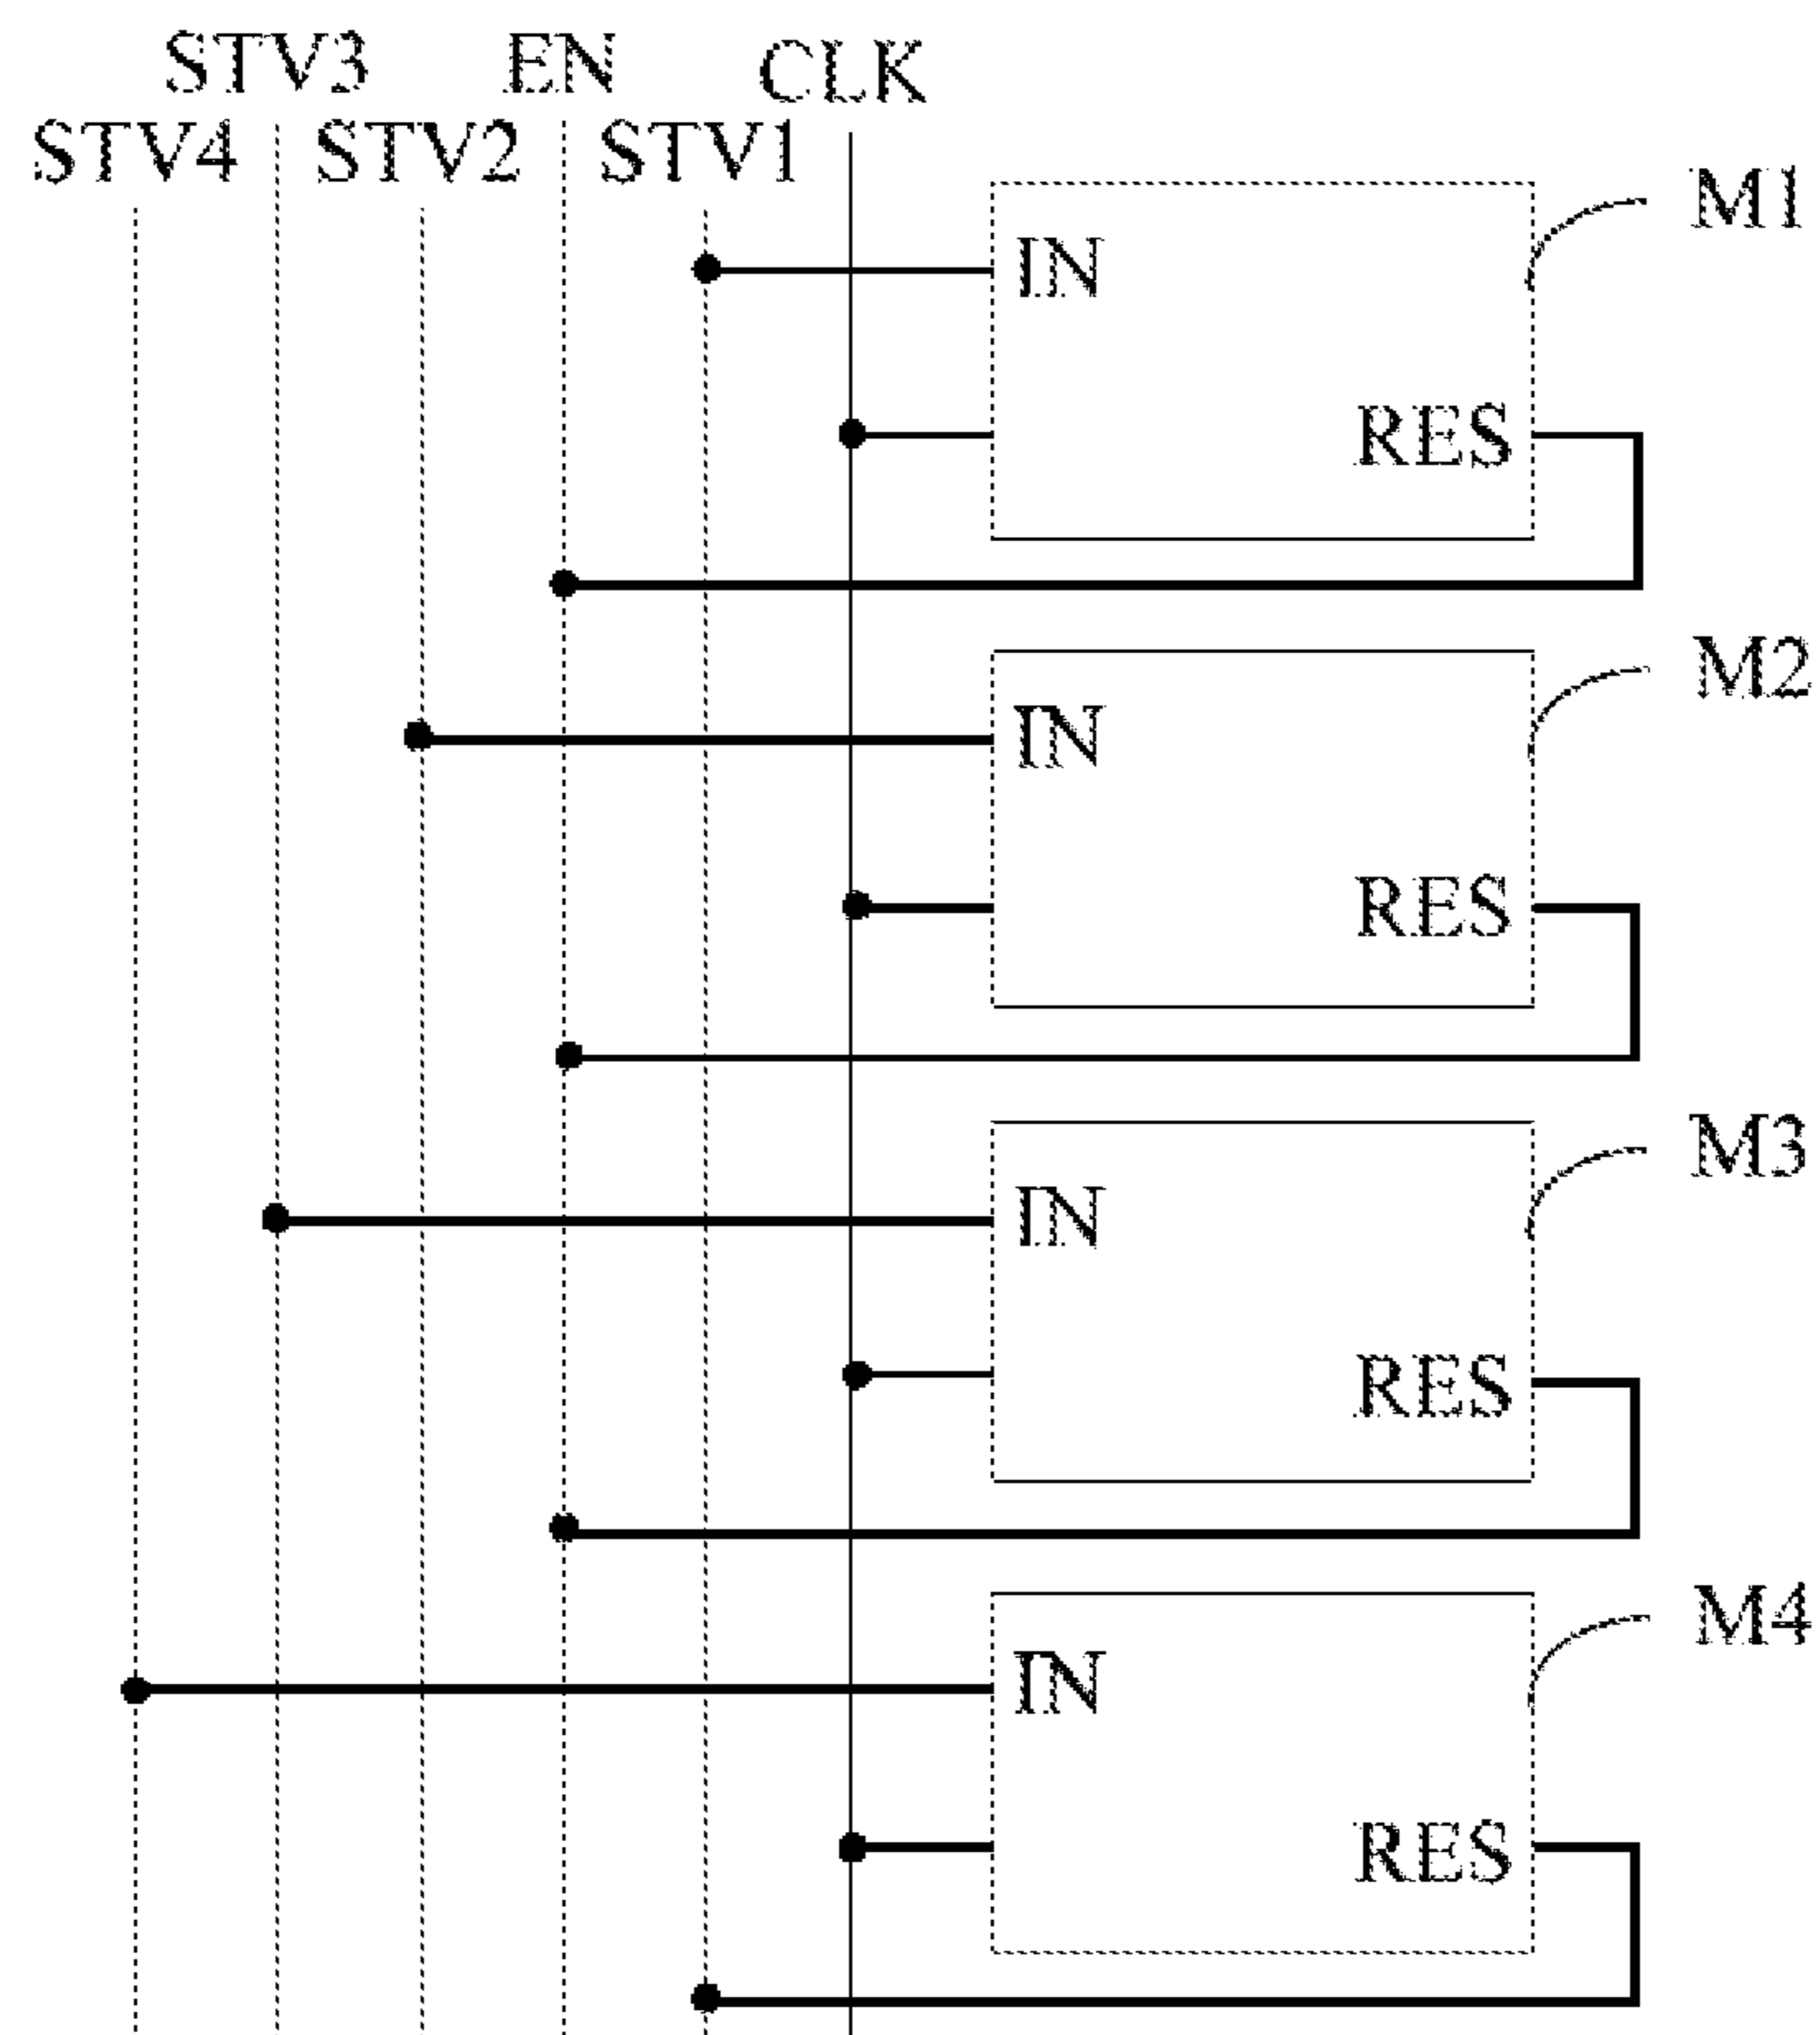 STV3 EN CLK
STV4 STV2 STV1
M1
IN
RES
M2
IN
RES
M3
IN
RES
M4
IN
RES